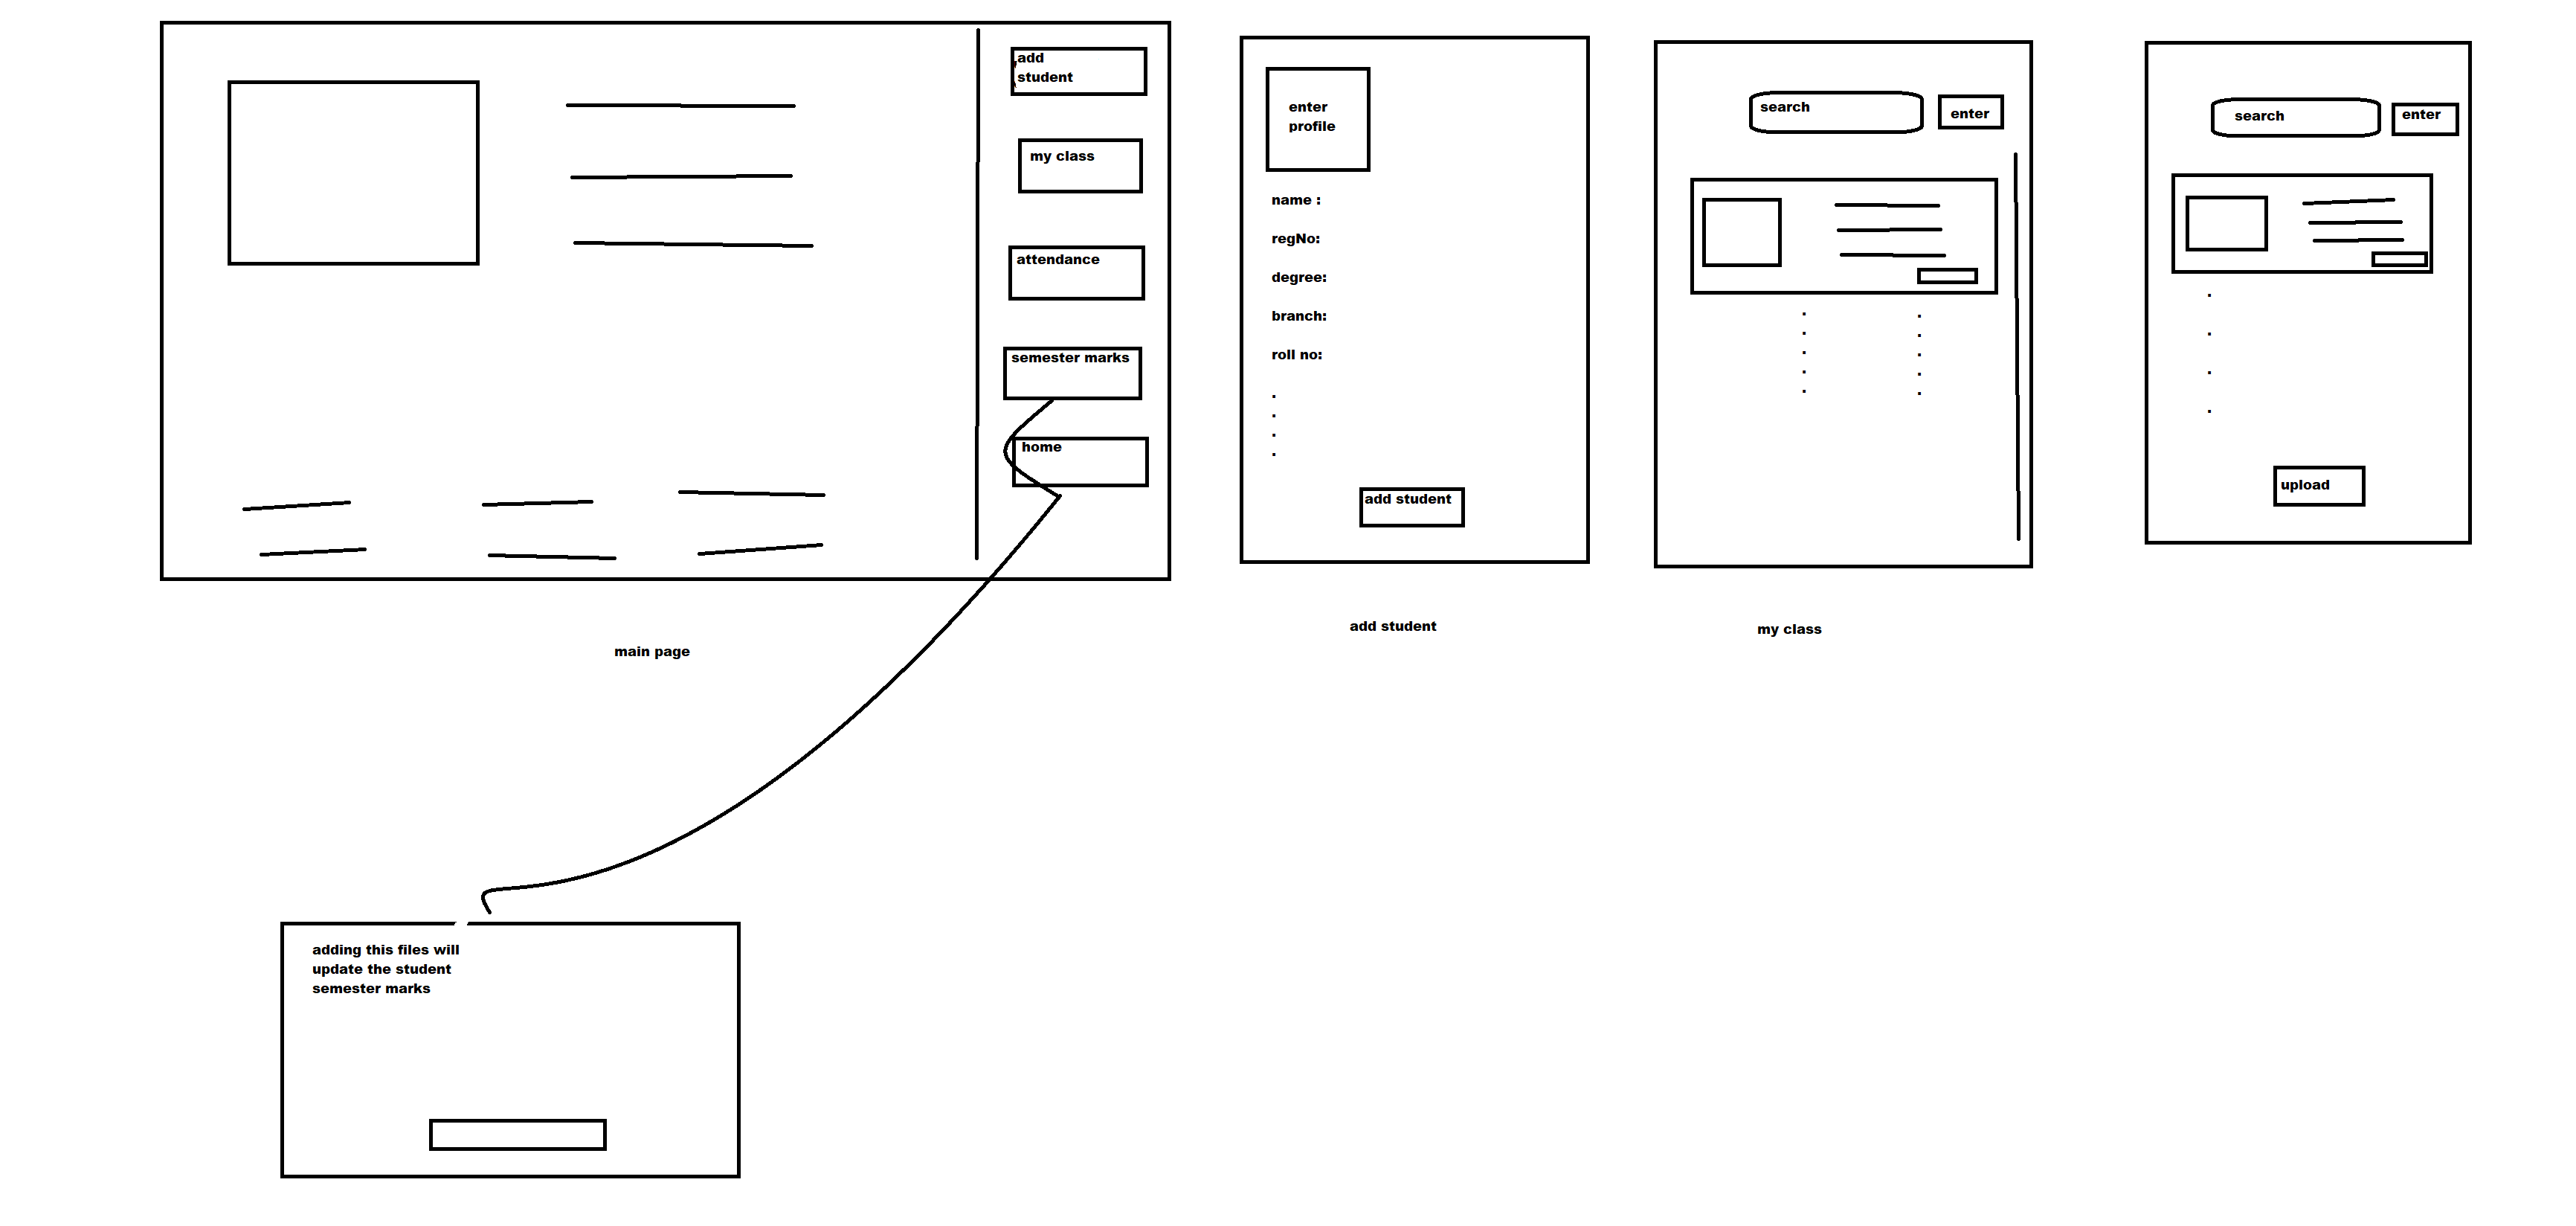 add
student
my class
attendance
semester marks
home
main page
enter
profile
name :
regNo:
degree:
branch:
roll no:
.
.
.
.
add student
add student
search
enter
. .
. .
. .
. .
. .
my class
search
enter
.
.
.
.
upload
adding this files will
update the student
semester marks